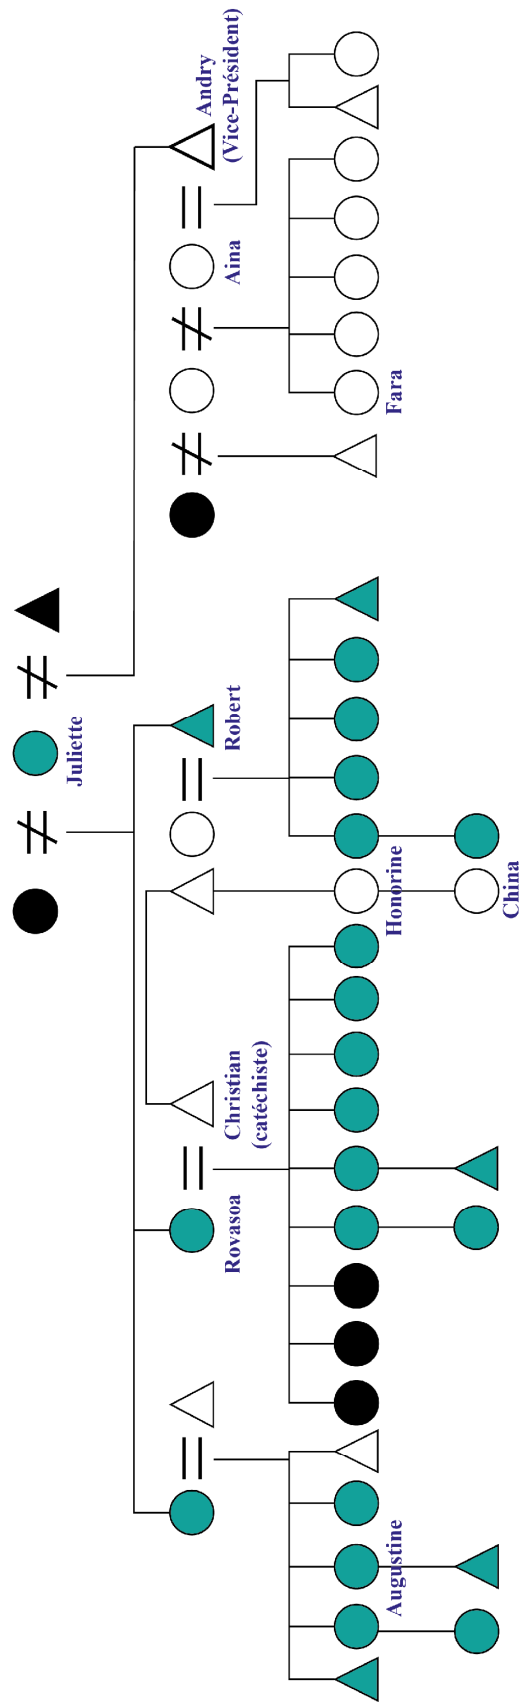 Juliette
Rovasoa
Christian
(catéchiste)
Robert
Aina
Andry
(Vice-Président)
Augustine
Honorine
Fara
China